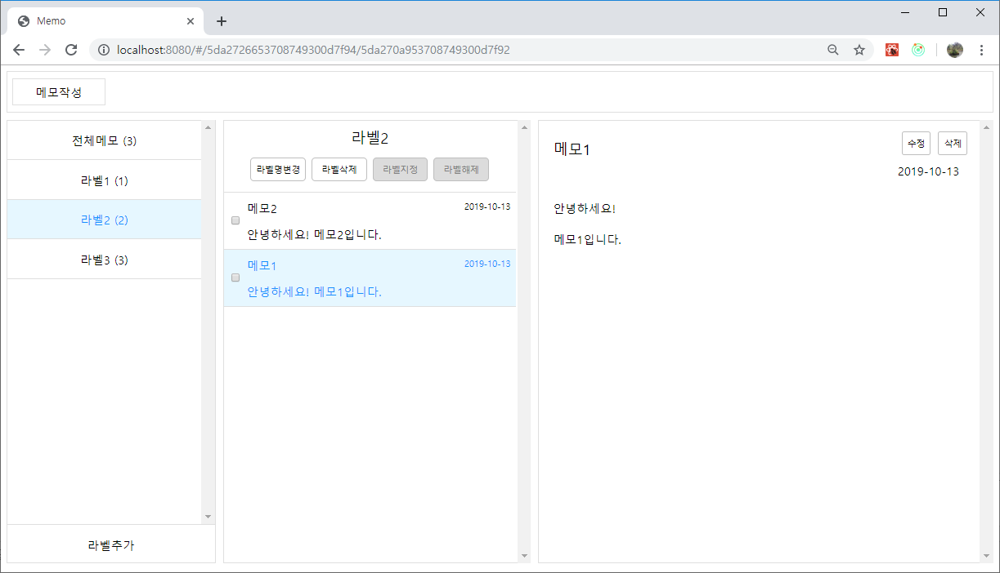 Memo
localhost:8080/#/5da2726653708749300d7f94/5da270a953708749300d7f92
메모작성
전체메모 (3)
라벨1 (1)
라벨2 (2)
라벨3 (3)
라벨추가
라벨2
라벨명변경 라벨삭제 라벨지정 라벨해제
메모2 2019-10-13
안녕하세요! 메모2입니다.
메모1 2019-10-13
안녕하세요! 메모1입니다.
메모1 수정 삭제
2019-10-13
안녕하세요!
메모1입니다.